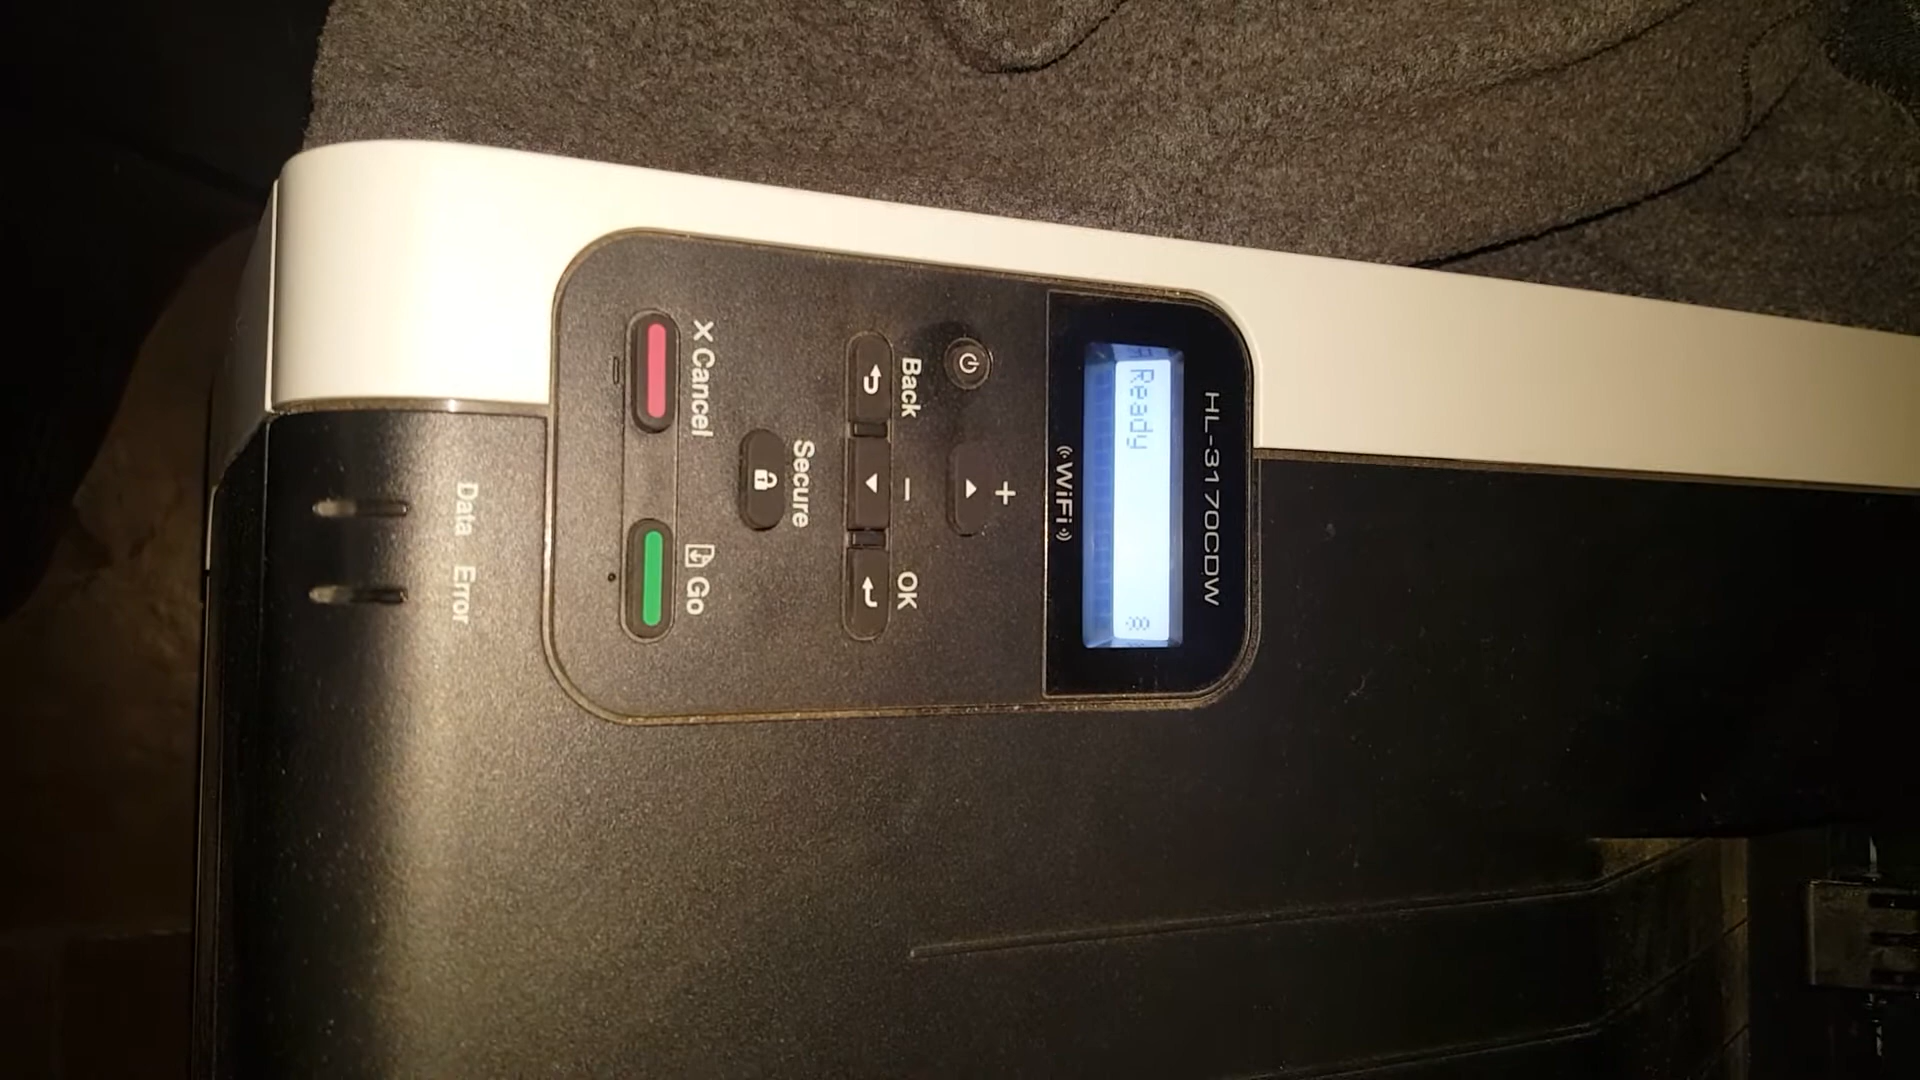 HL-3170CDW
Ready
WiFi
+
Back - OK
Secure
X Cancel Go
Data Error